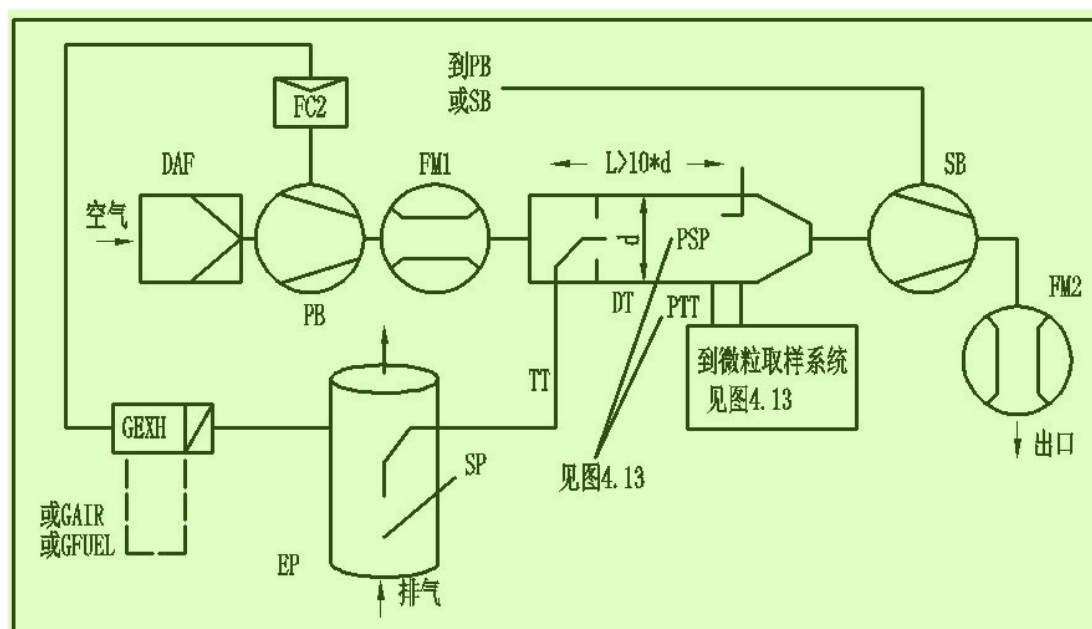 到PB
或SB
FC2
DAF
FM1
L>10*d
SB
空气
d
PSP
PB
DT
PTT
FM2
到微粒取样系统
见图4.13
TT
GEXH
SP
见图4.13
出口
或GAIR
或GFUEL
EP
排气